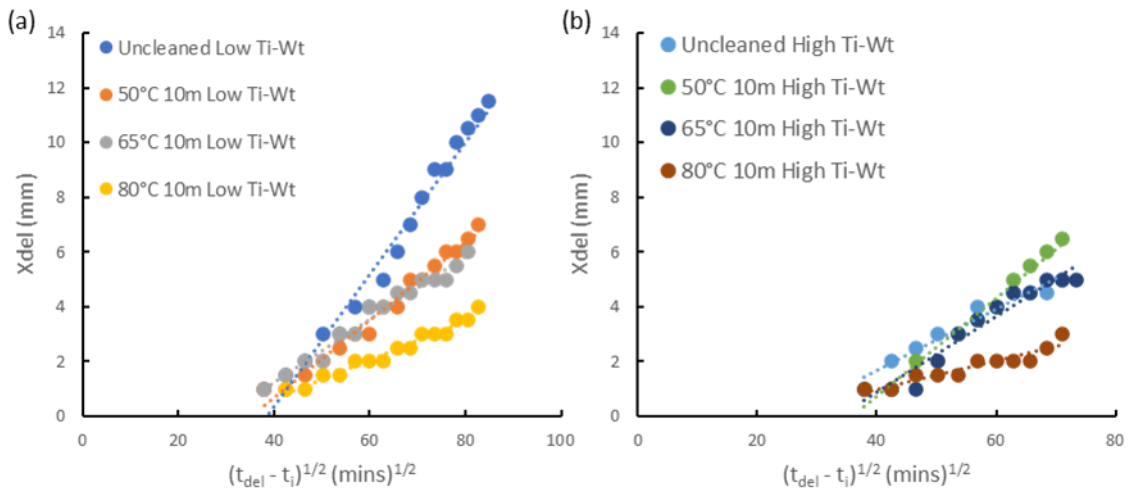 (a)
14
12
10
8
6
4
2
0
Xdel (mm)
Uncleaned Low Ti-Wt
50°C 10m Low Ti-Wt
65°C 10m Low Ti-Wt
80°C 10m Low Ti-Wt
0 20 40 60 80 100
(t_del - t_i)^1/2 (mins)^1/2
(b)
14
12
10
8
6
4
2
0
Xdel (mm)
Uncleaned High Ti-Wt
50°C 10m High Ti-Wt
65°C 10m High Ti-Wt
80°C 10m High Ti-Wt
0 20 40 60 80
(t_del - t_i)^1/2 (mins)^1/2